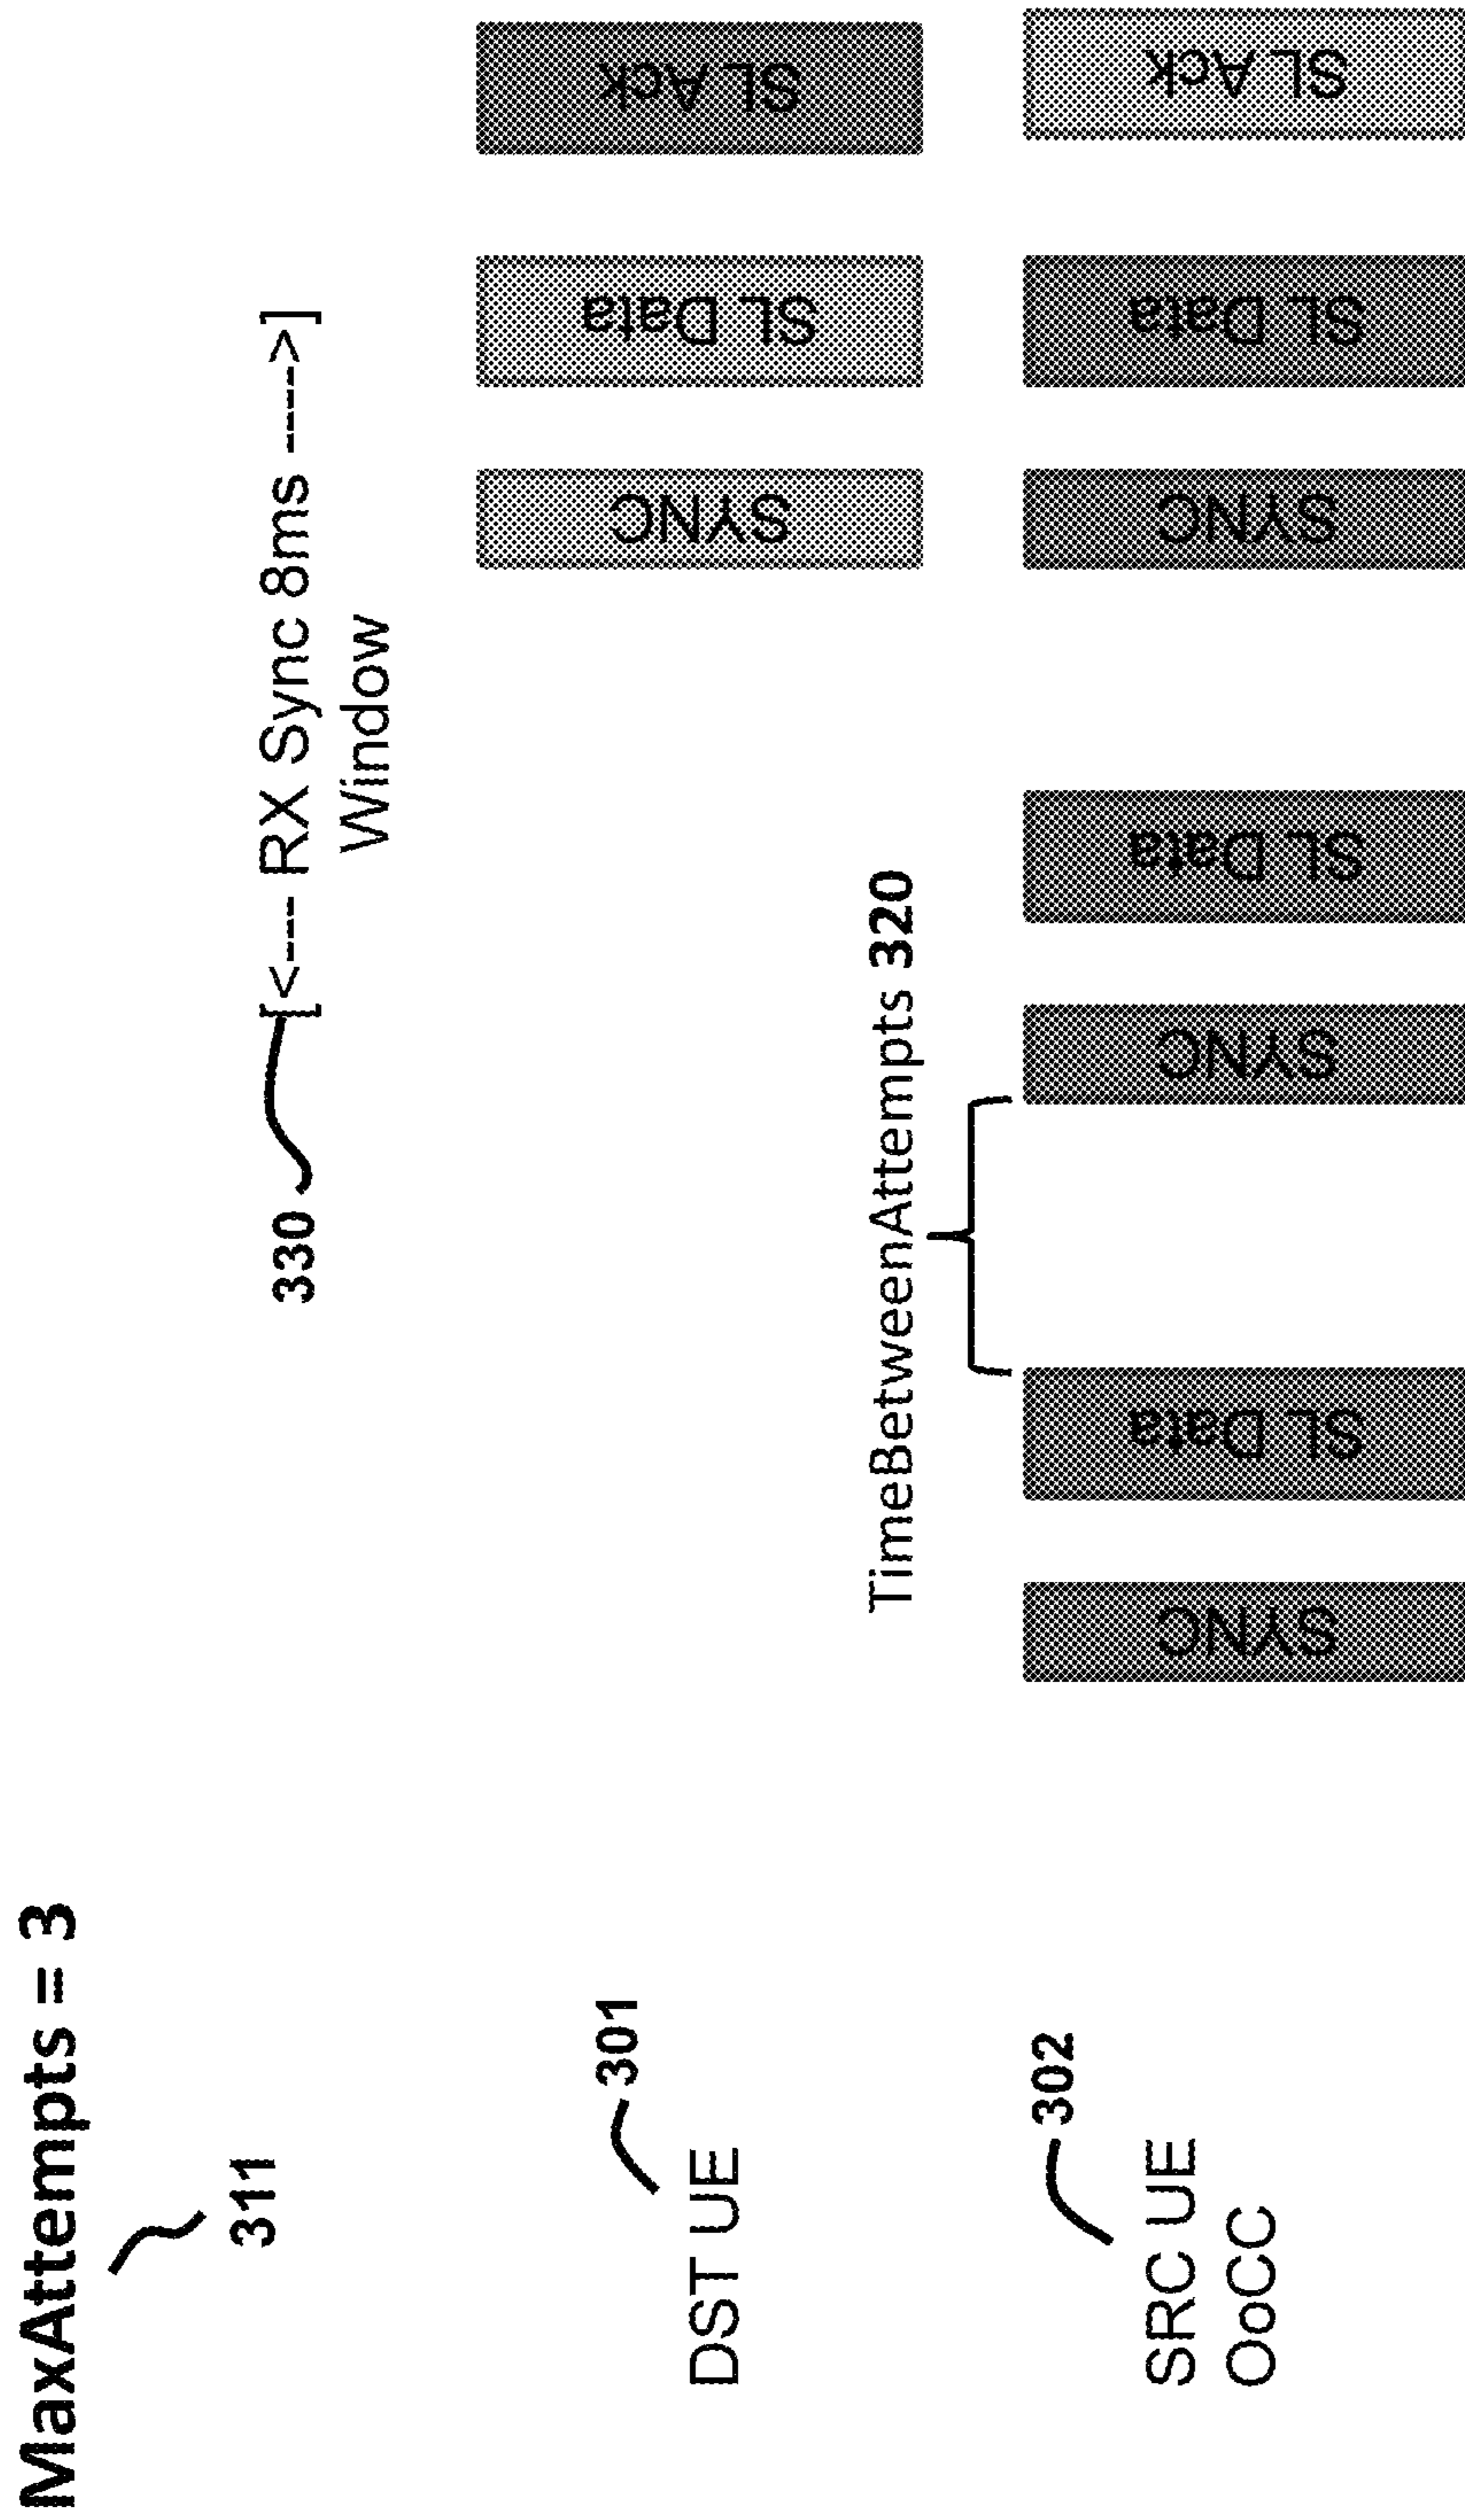 MaxAttempts = 3
311
330
[<--- RX Sync 8ms ---->]
Window
301
DST UE
SYNC
SL Data
SL Ack
TimeBetweenAttempts 320
302
SRC UE
OoCC
SYNC
SL Data
SYNC
SL Data
SYNC
SL Data
SL Ack